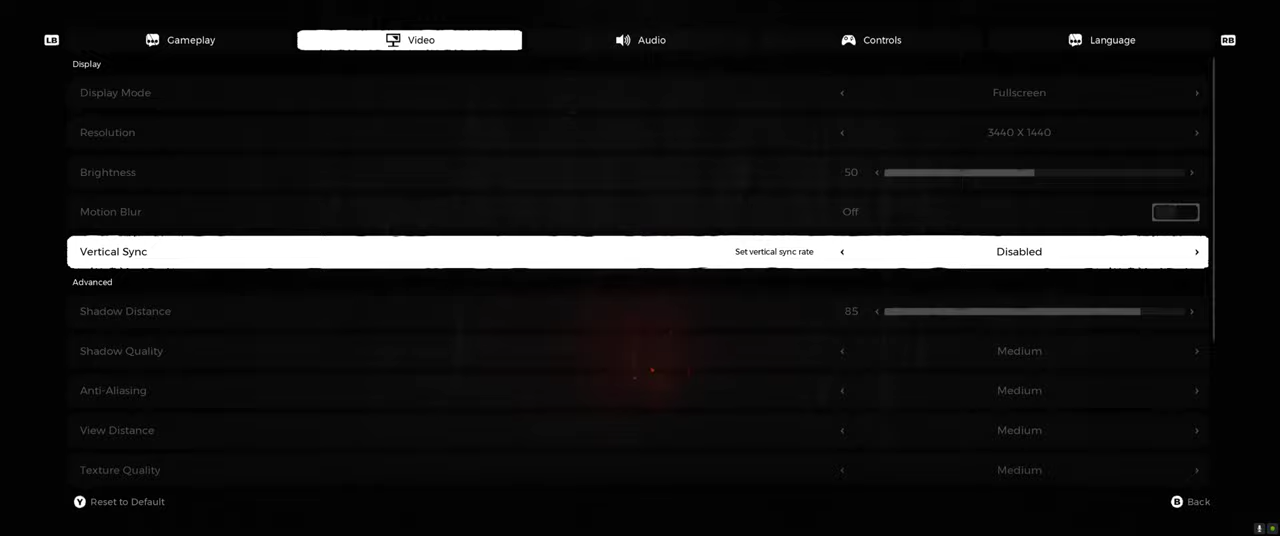 LB Gameplay Video Audio Controls Language RB
Display
Display Mode ‹ Fullscreen ›
Resolution ‹ 3440 X 1440 ›
Brightness 50 ‹ ›
Motion Blur Off
Vertical Sync Set vertical sync rate ‹ Disabled ›
Advanced
Shadow Distance 85 ‹ ›
Shadow Quality ‹ Medium ›
Anti-Aliasing ‹ Medium ›
View Distance ‹ Medium ›
Texture Quality ‹ Medium ›
Y Reset to Default B Back